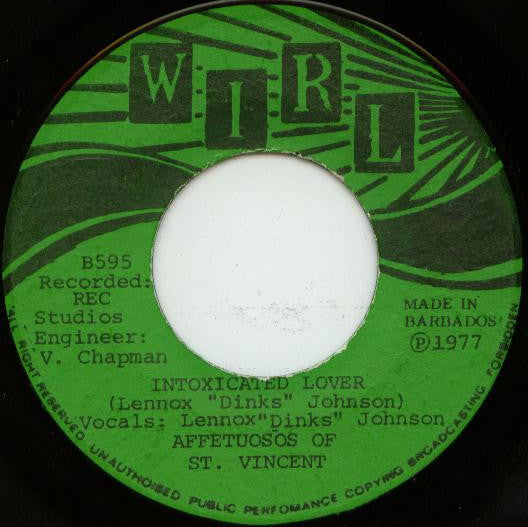 WIRL
B595
Recorded:
REC
Studios
Engineer:
V. Chapman
MADE IN
BARBADOS
Ⓟ1977
INTOXICATED LOVER
(Lennox "Dinks" Johnson)
Vocals: Lennox"Dinks" Johnson
AFFETUOSOS OF
ST. VINCENT
ALL RIGHT RESERVED UNAUTHORISED PUBLIC PERFOMANCE COPYING BROADCASTING FORBIDDEN